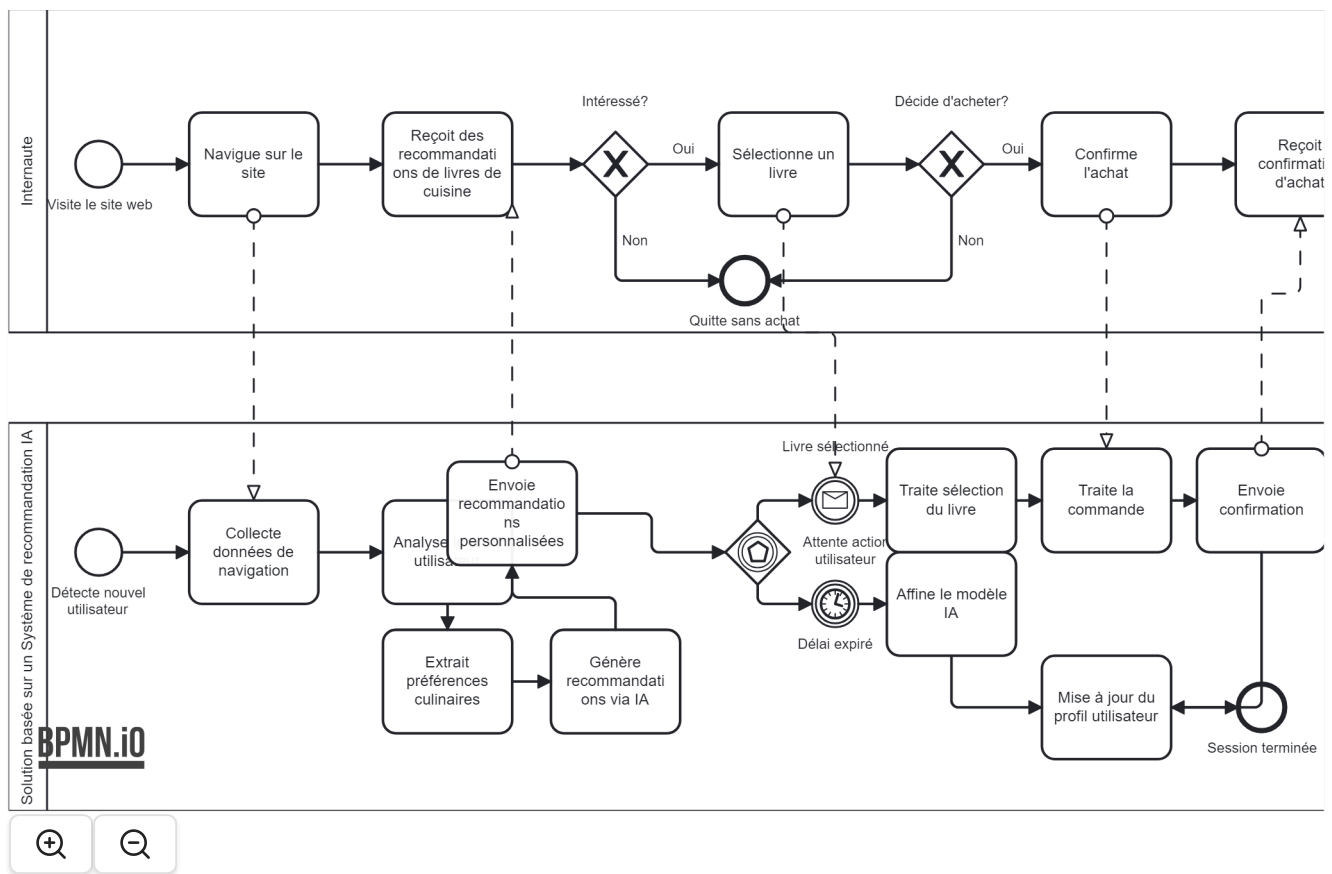 Internaute
Intéressé?
Décide d'acheter?
Visite le site web
Navigue sur le
site
Reçoit des
recommandati
ons de livres de
cuisine
Oui
Sélectionne un
livre
Oui
Confirme
l'achat
Reçoit
confirmati
d'achat
Non
Non
Quitte sans achat
Solution basée sur un Système de recommandation IA
Détecte nouvel
utilisateur
Collecte
données de
navigation
Analyse
utilisa
Envoie
recommandatio
ns
personnalisées
Extrait
préférences
culinaires
Génère
recommandati
ons via IA
Livre sélectionné
Attente action
utilisateur
Délai expiré
Traite sélection
du livre
Affine le modèle
IA
Traite la
commande
Envoie
confirmation
Mise à jour du
profil utilisateur
Session terminée
BPMN.iO